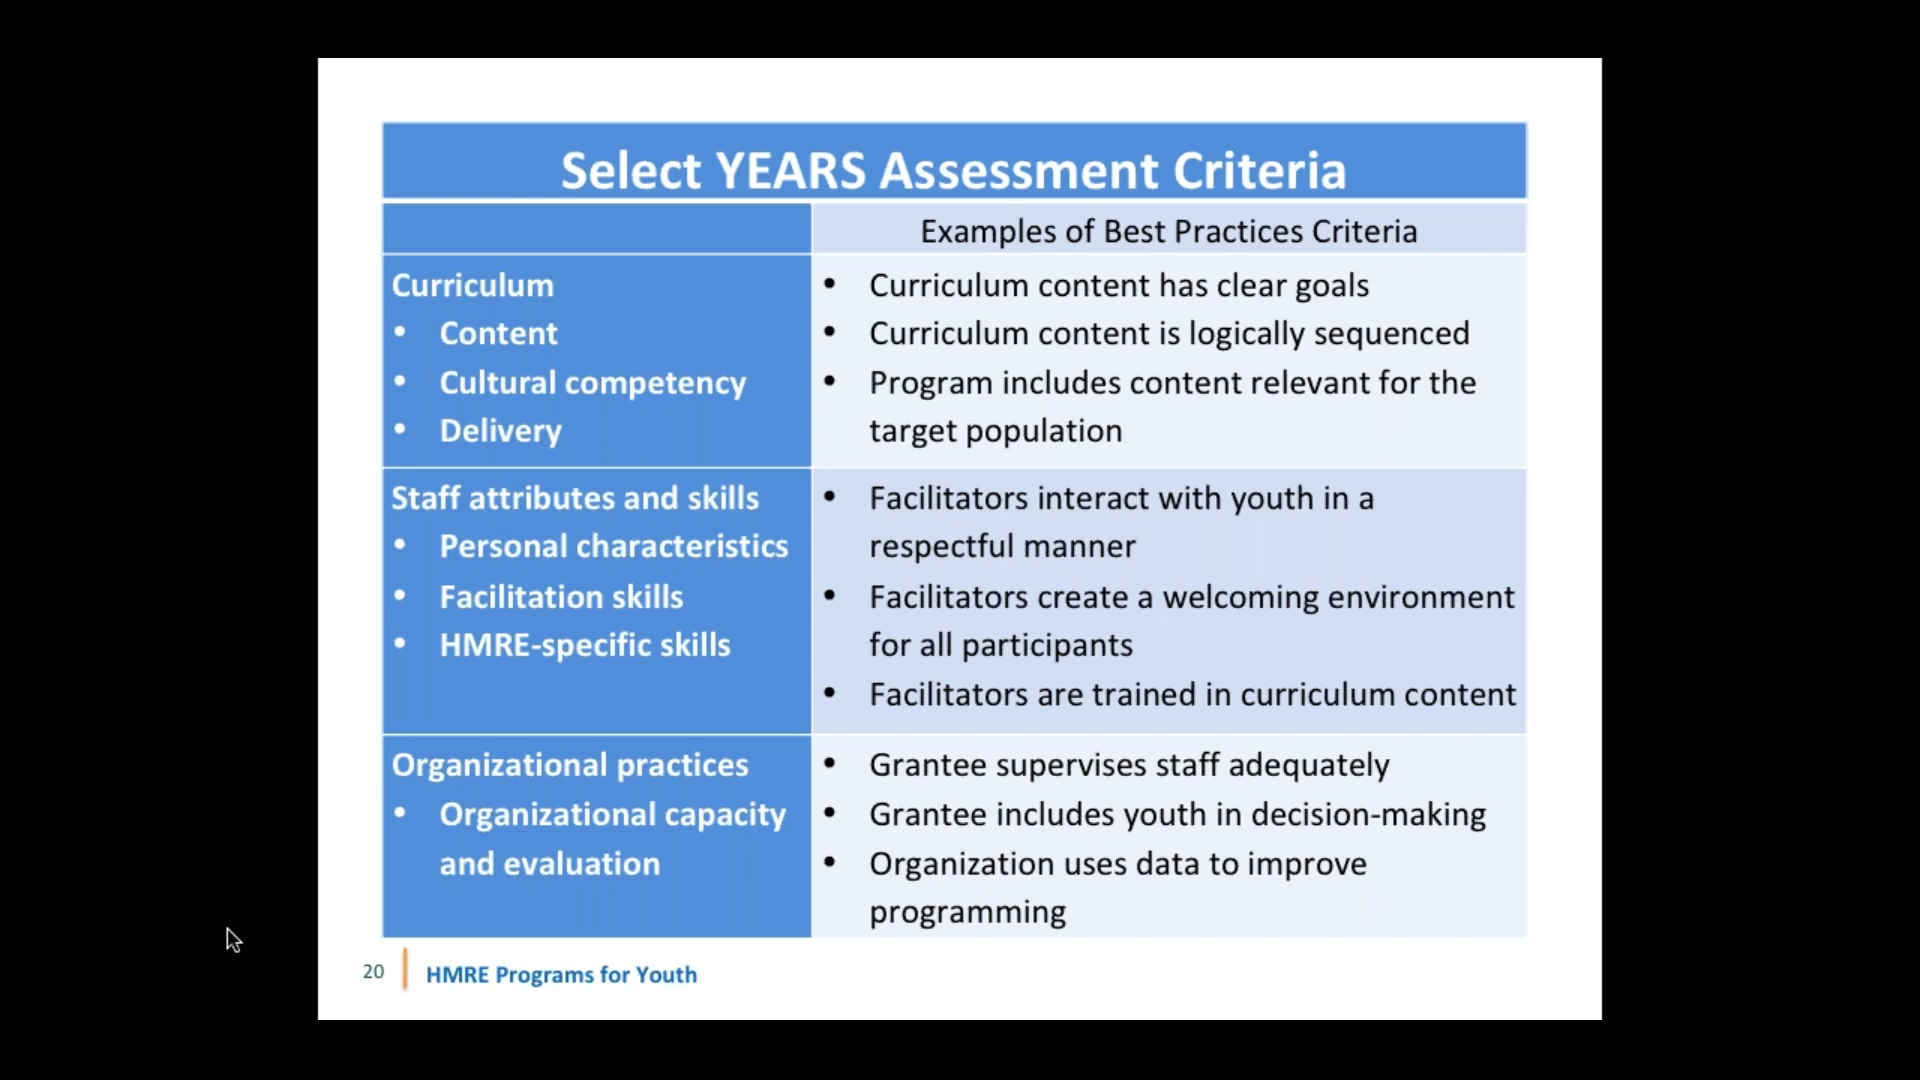 Select YEARS Assessment Criteria
Examples of Best Practices Criteria
Curriculum
• Content
• Cultural competency
• Delivery
• Curriculum content has clear goals
• Curriculum content is logically sequenced
• Program includes content relevant for the
target population
Staff attributes and skills
• Personal characteristics
• Facilitation skills
• HMRE-specific skills
• Facilitators interact with youth in a
respectful manner
• Facilitators create a welcoming environment
for all participants
• Facilitators are trained in curriculum content
Organizational practices
• Organizational capacity
and evaluation
• Grantee supervises staff adequately
• Grantee includes youth in decision-making
• Organization uses data to improve
programming
20
HMRE Programs for Youth